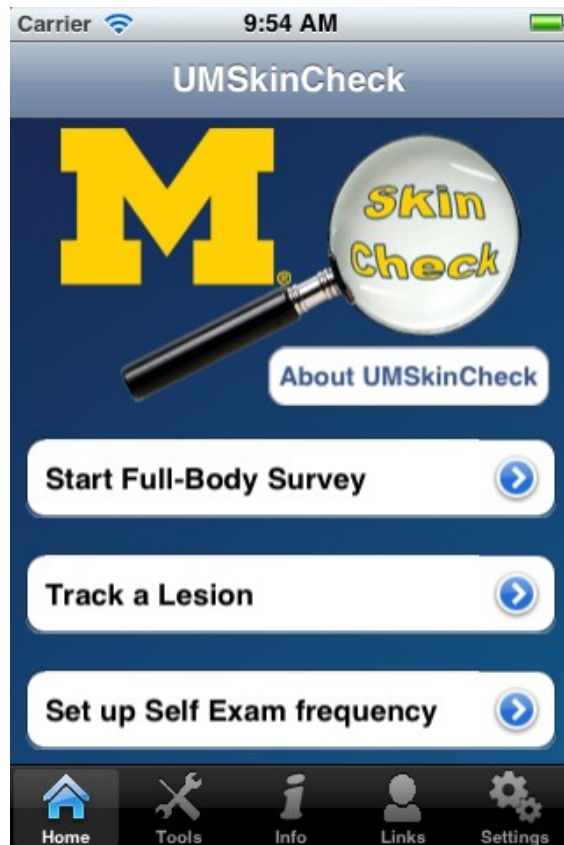 Carrier 9:54 AM
UMSkinCheck
M ®
Skin
Check
About UMSkinCheck
Start Full-Body Survey
Track a Lesion
Set up Self Exam frequency
Home Tools Info Links Settings